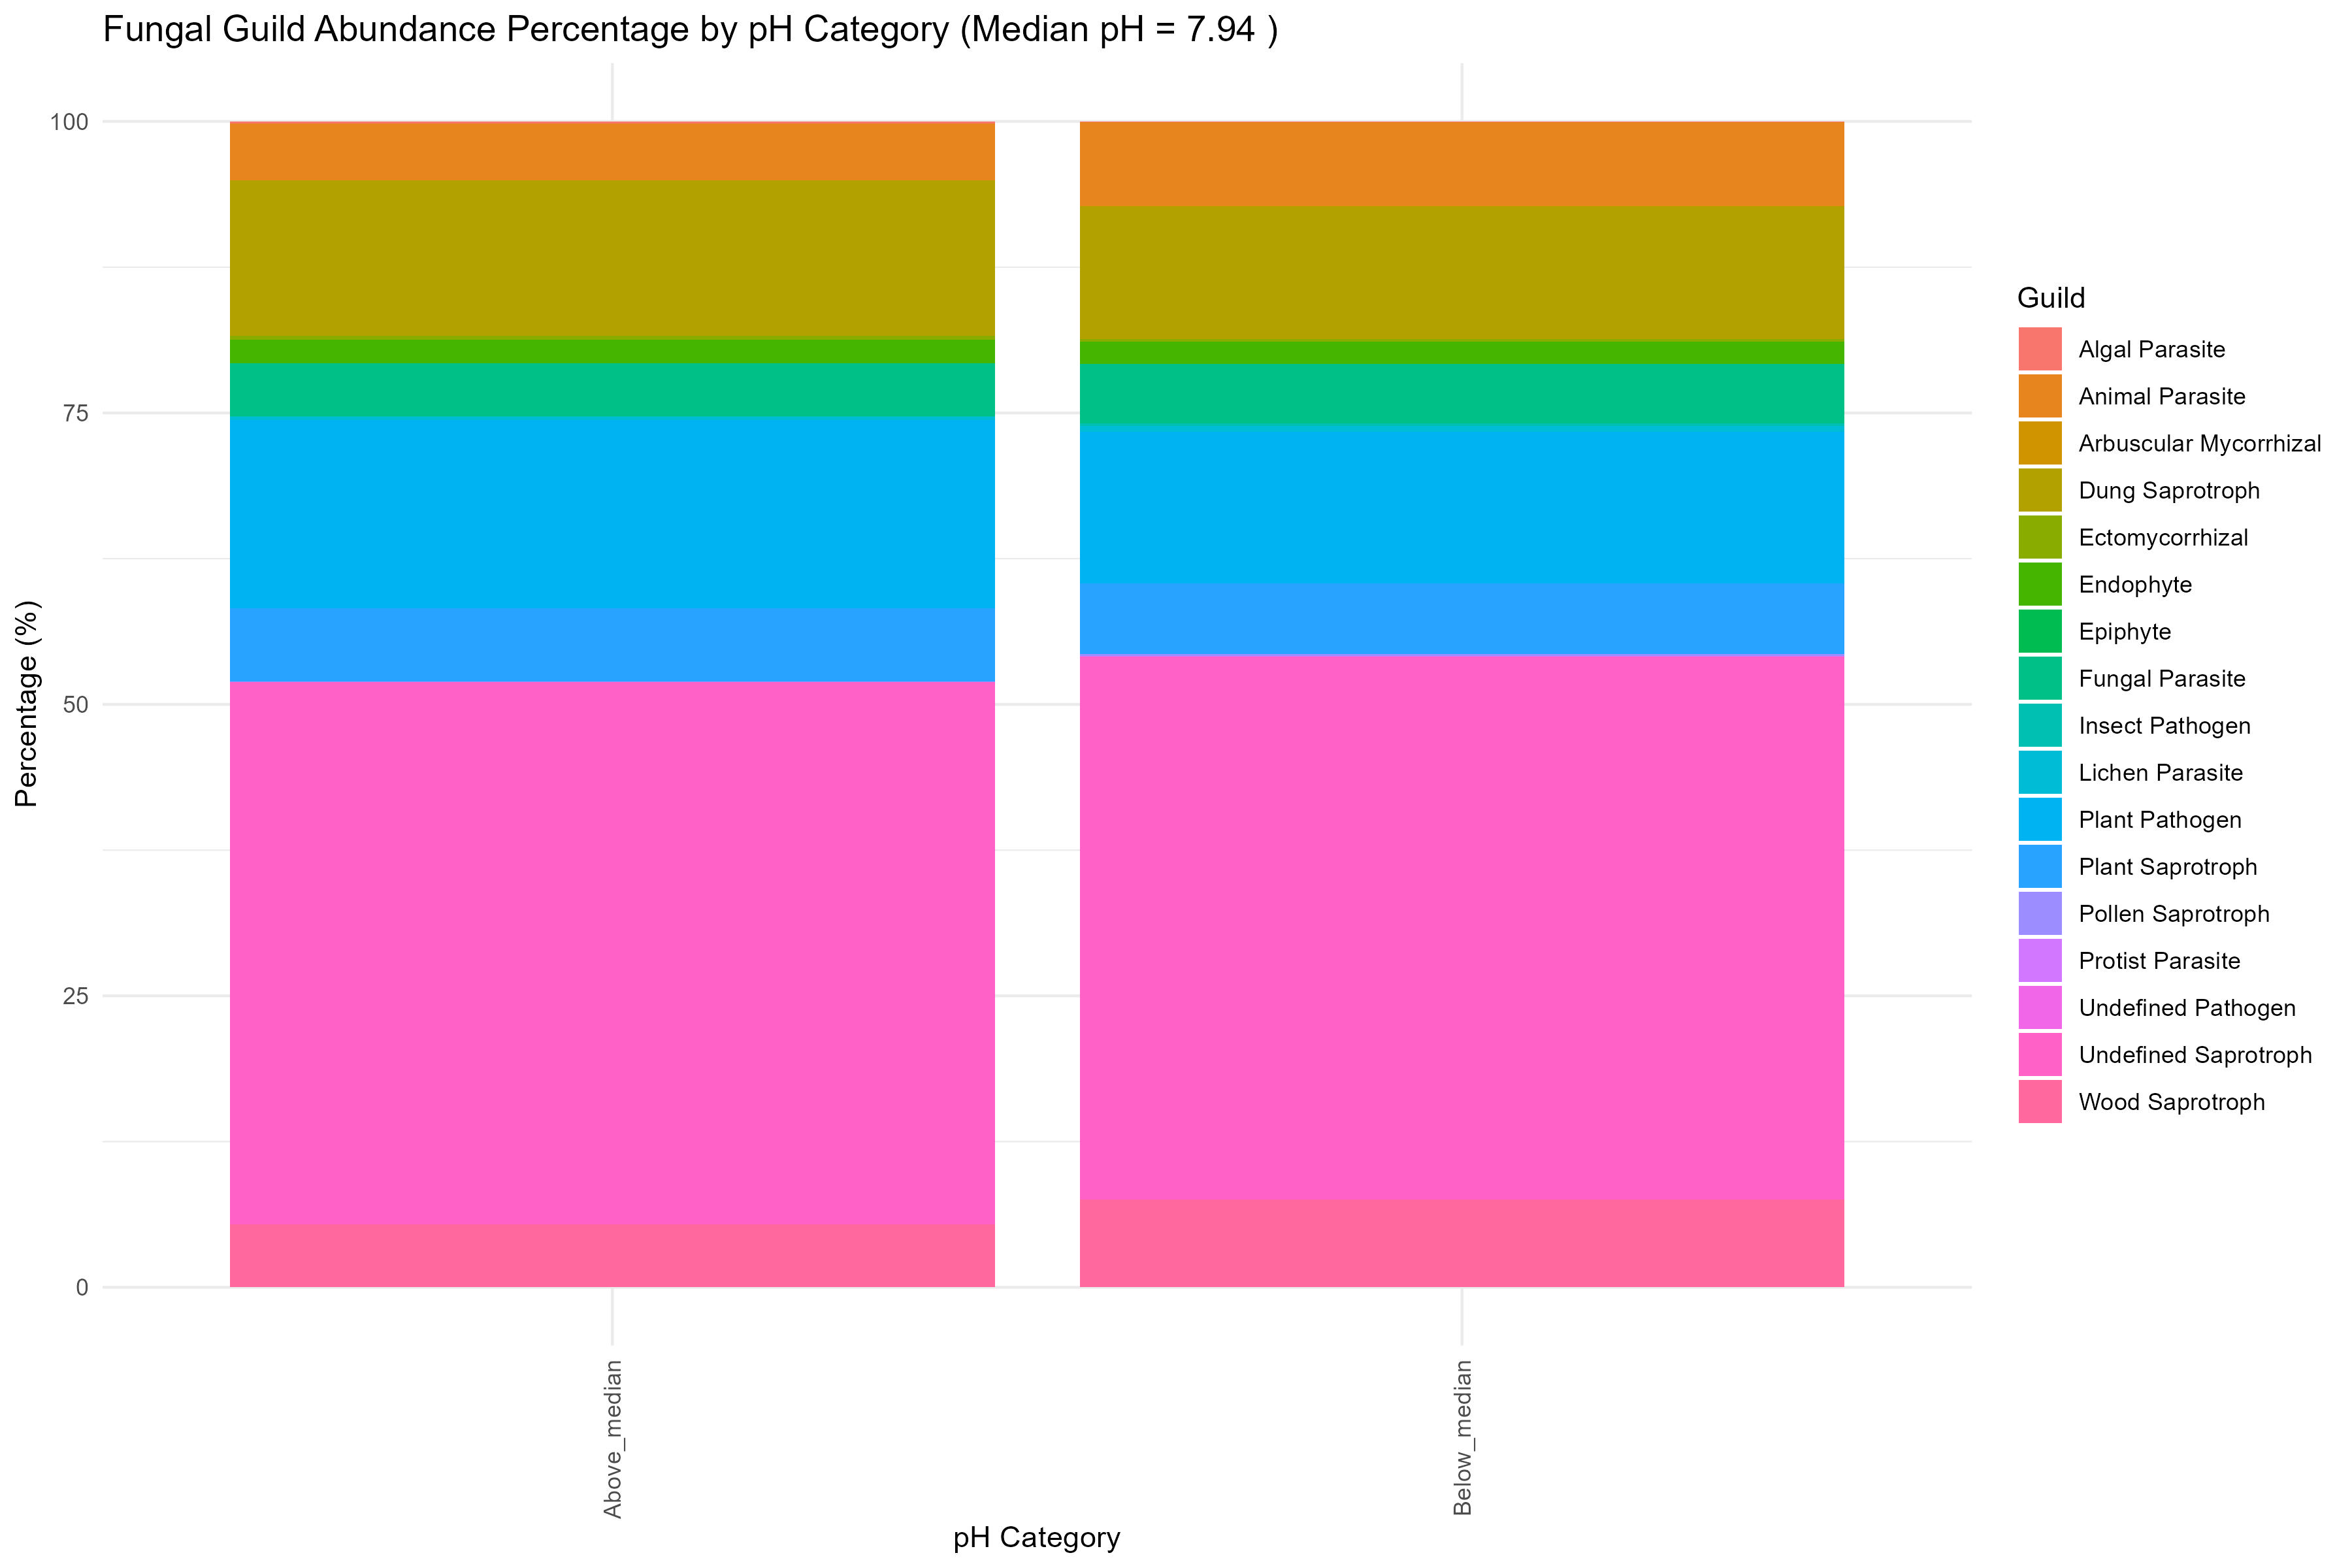 Fungal Guild Abundance Percentage by pH Category (Median pH = 7.94 )
Percentage (%)
100
75
50
25
0
Above_median
Below_median
pH Category
Guild
Algal Parasite
Animal Parasite
Arbuscular Mycorrhizal
Dung Saprotroph
Ectomycorrhizal
Endophyte
Epiphyte
Fungal Parasite
Insect Pathogen
Lichen Parasite
Plant Pathogen
Plant Saprotroph
Pollen Saprotroph
Protist Parasite
Undefined Pathogen
Undefined Saprotroph
Wood Saprotroph